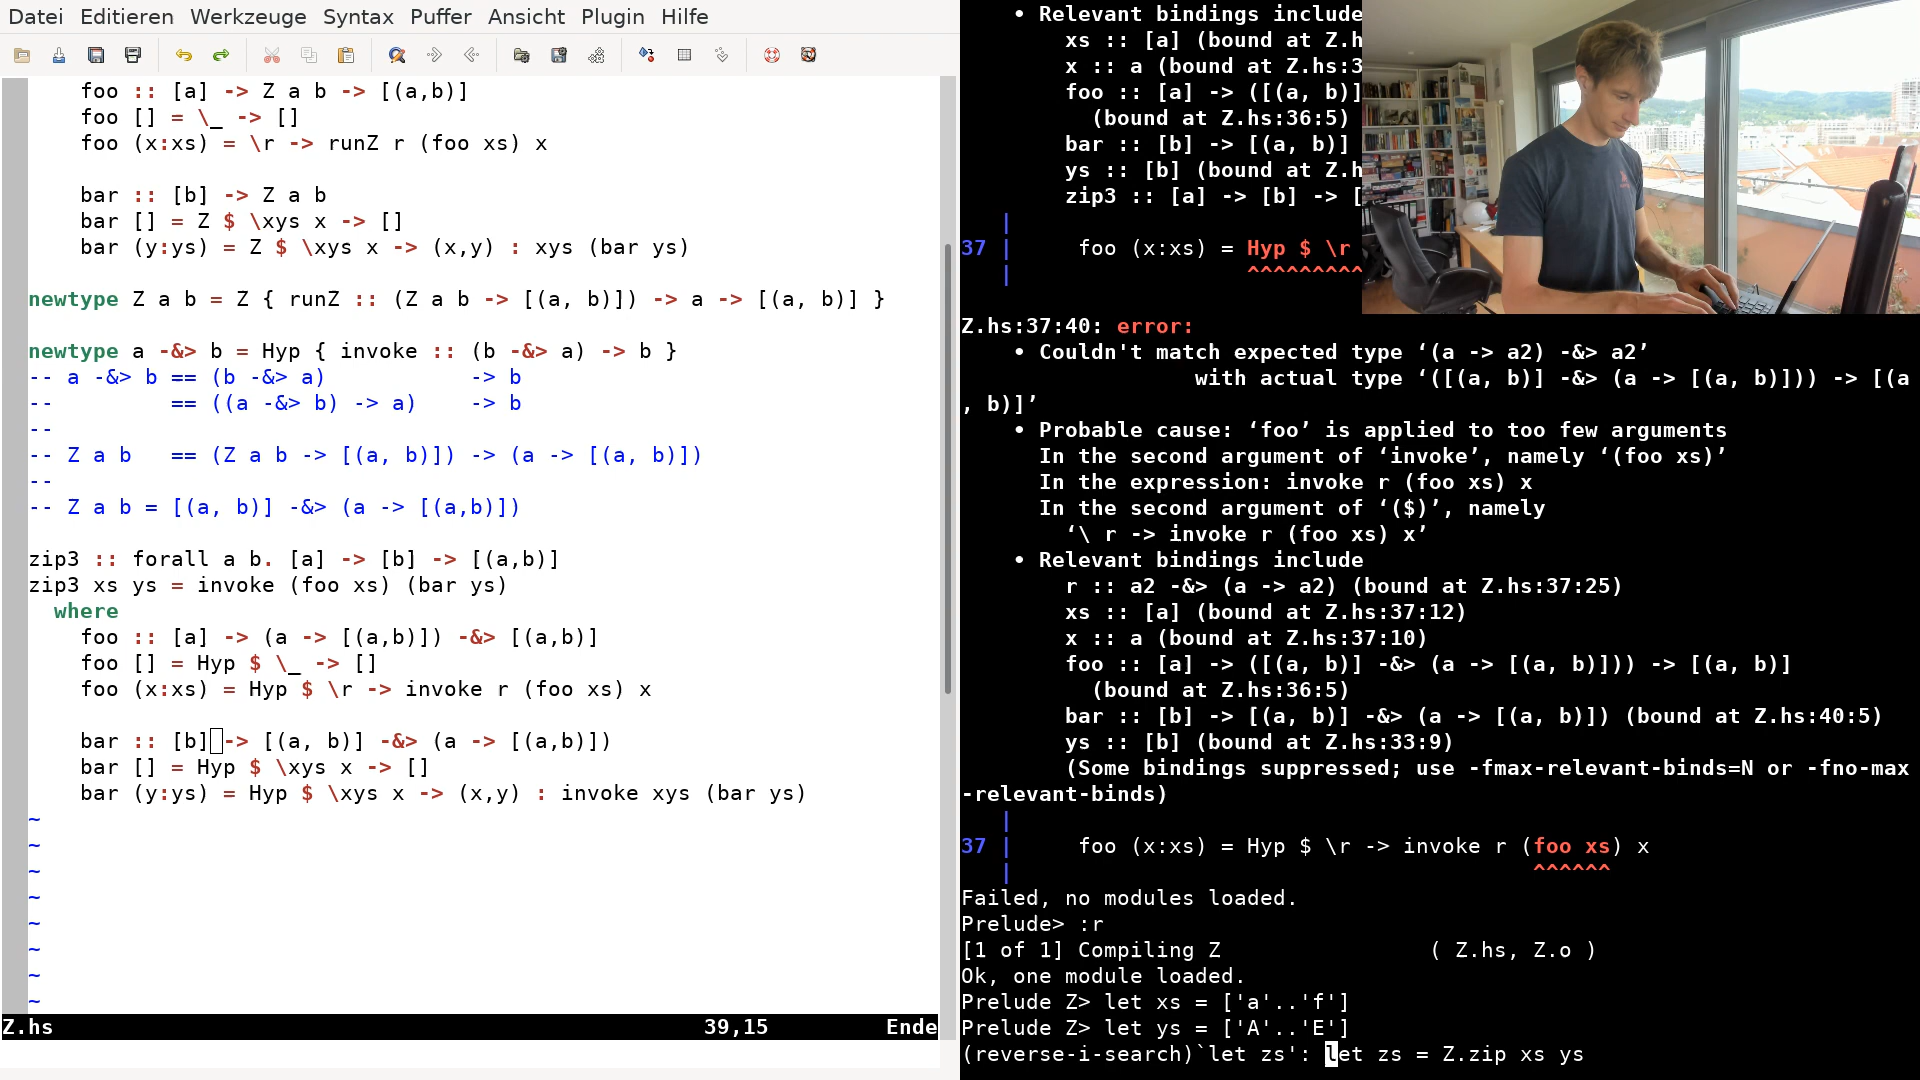 Datei Editieren Werkzeuge Syntax Puffer Ansicht Plugin Hilfe
foo :: [a] -> Z a b -> [(a,b)]
foo [] = \_ -> []
foo (x:xs) = \r -> runZ r (foo xs) x
bar :: [b] -> Z a b
bar [] = Z $ \xys x -> []
bar (y:ys) = Z $ \xys x -> (x,y) : xys (bar ys)
newtype Z a b = Z { runZ :: (Z a b -> [(a, b)]) -> a -> [(a, b)] }
newtype a -&> b = Hyp { invoke :: (b -&> a) -> b }
-- a -&> b == (b -&> a)           -> b
--         == ((a -&> b) -> a)    -> b
--
-- Z a b   == (Z a b -> [(a, b)]) -> (a -> [(a, b)])
--
-- Z a b = [(a, b)] -&> (a -> [(a,b)])
zip3 :: forall a b. [a] -> [b] -> [(a,b)]
zip3 xs ys = invoke (foo xs) (bar ys)
where
foo :: [a] -> (a -> [(a,b)]) -&> [(a,b)]
foo [] = Hyp $ \_ -> []
foo (x:xs) = Hyp $ \r -> invoke r (foo xs) x
bar :: [b] -> [(a, b)] -&> (a -> [(a,b)])
bar [] = Hyp $ \xys x -> []
bar (y:ys) = Hyp $ \xys x -> (x,y) : invoke xys (bar ys)
~
~
~
~
~
~
~
~
Z.hs 39,15 Ende
• Relevant bindings include
xs :: [a] (bound at Z.h
x :: a (bound at Z.hs:3
foo :: [a] -> ([(a, b)]
(bound at Z.hs:36:5)
bar :: [b] -> [(a, b)]
ys :: [b] (bound at Z.h
zip3 :: [a] -> [b] -> [
|
37 | foo (x:xs) = Hyp $ \r
| ^^^^^^^^^
Z.hs:37:40: error:
• Couldn't match expected type ‘(a -> a2) -&> a2’
with actual type ‘([(a, b)] -&> (a -> [(a, b)])) -> [(a
, b)]’
• Probable cause: ‘foo’ is applied to too few arguments
In the second argument of ‘invoke’, namely ‘(foo xs)’
In the expression: invoke r (foo xs) x
In the second argument of ‘($)’, namely
‘\ r -> invoke r (foo xs) x’
• Relevant bindings include
r :: a2 -&> (a -> a2) (bound at Z.hs:37:25)
xs :: [a] (bound at Z.hs:37:12)
x :: a (bound at Z.hs:37:10)
foo :: [a] -> ([(a, b)] -&> (a -> [(a, b)])) -> [(a, b)]
(bound at Z.hs:36:5)
bar :: [b] -> [(a, b)] -&> (a -> [(a, b)]) (bound at Z.hs:40:5)
ys :: [b] (bound at Z.hs:33:9)
(Some bindings suppressed; use -fmax-relevant-binds=N or -fno-max
-relevant-binds)
|
37 | foo (x:xs) = Hyp $ \r -> invoke r (foo xs) x
| ^^^^^^
Failed, no modules loaded.
Prelude> :r
[1 of 1] Compiling Z ( Z.hs, Z.o )
Ok, one module loaded.
Prelude Z> let xs = ['a'..'f']
Prelude Z> let ys = ['A'..'E']
(reverse-i-search)`let zs': let zs = Z.zip xs ys